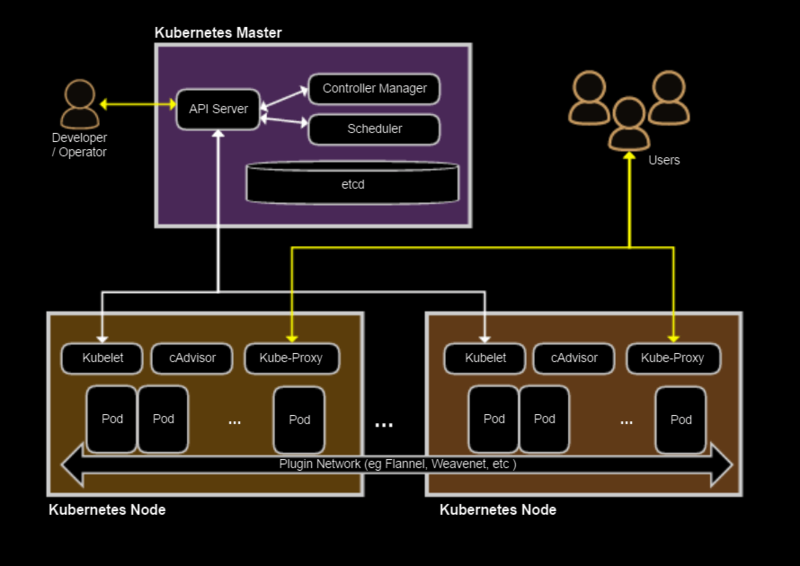 Kubernetes Master
API Server
Controller Manager
Scheduler
etcd
Developer
/ Operator
Users
Kubelet
cAdvisor
Kube-Proxy
Pod
Pod
...
Pod
...
Kubelet
cAdvisor
Kube-Proxy
Pod
Pod
...
Pod
Plugin Network (eg Flannel, Weavenet, etc )
Kubernetes Node
Kubernetes Node